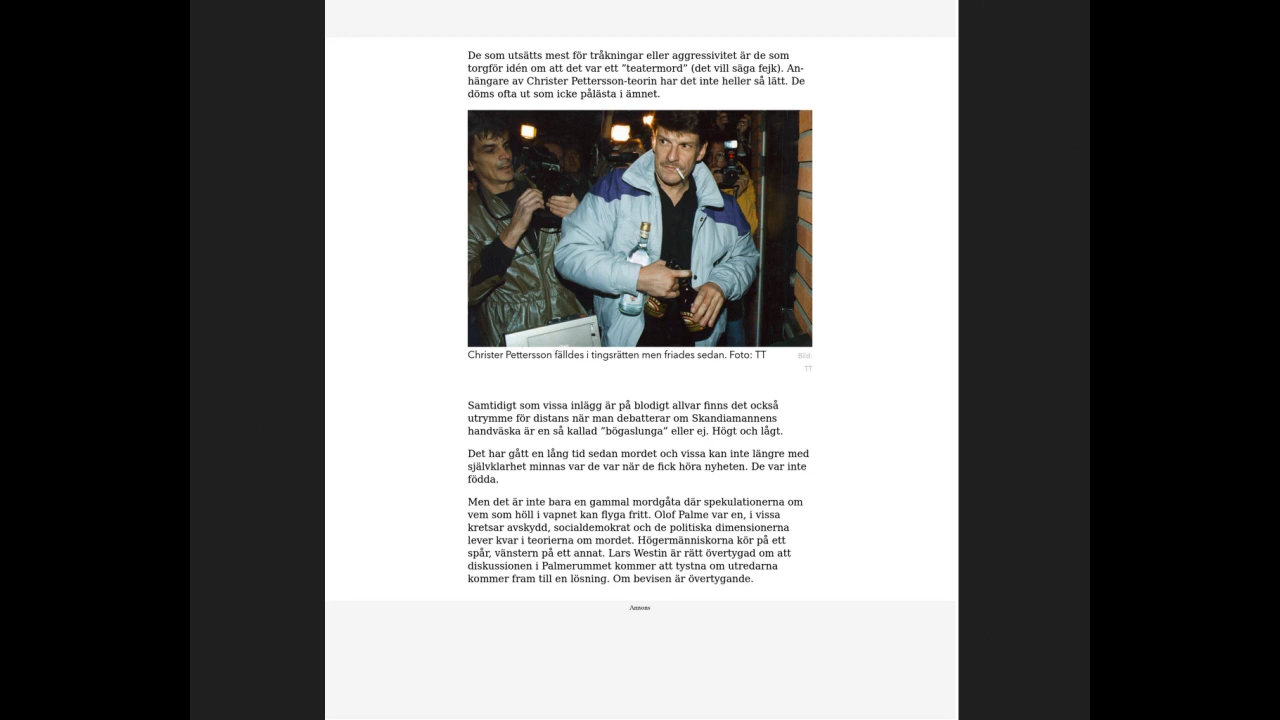 De som utsätts mest för tråkningar eller aggressivitet är de som
torgför idén om att det var ett ”teatermord” (det vill säga fejk). An-
hängare av Christer Pettersson-teorin har det inte heller så lätt. De
döms ofta ut som icke pålästa i ämnet.
Christer Pettersson fälldes i tingsrätten men friades sedan. Foto: TT
Bild:
TT
Samtidigt som vissa inlägg är på blodigt allvar finns det också
utrymme för distans när man debatterar om Skandiamannens
handväska är en så kallad ”bögaslunga” eller ej. Högt och lågt.
Det har gått en lång tid sedan mordet och vissa kan inte längre med
självklarhet minnas var de var när de fick höra nyheten. De var inte
födda.
Men det är inte bara en gammal mordgåta där spekulationerna om
vem som höll i vapnet kan flyga fritt. Olof Palme var en, i vissa
kretsar avskydd, socialdemokrat och de politiska dimensionerna
lever kvar i teorierna om mordet. Högermänniskorna kör på ett
spår, vänstern på ett annat. Lars Westin är rätt övertygad om att
diskussionen i Palmerummet kommer att tystna om utredarna
kommer fram till en lösning. Om bevisen är övertygande.
Annons